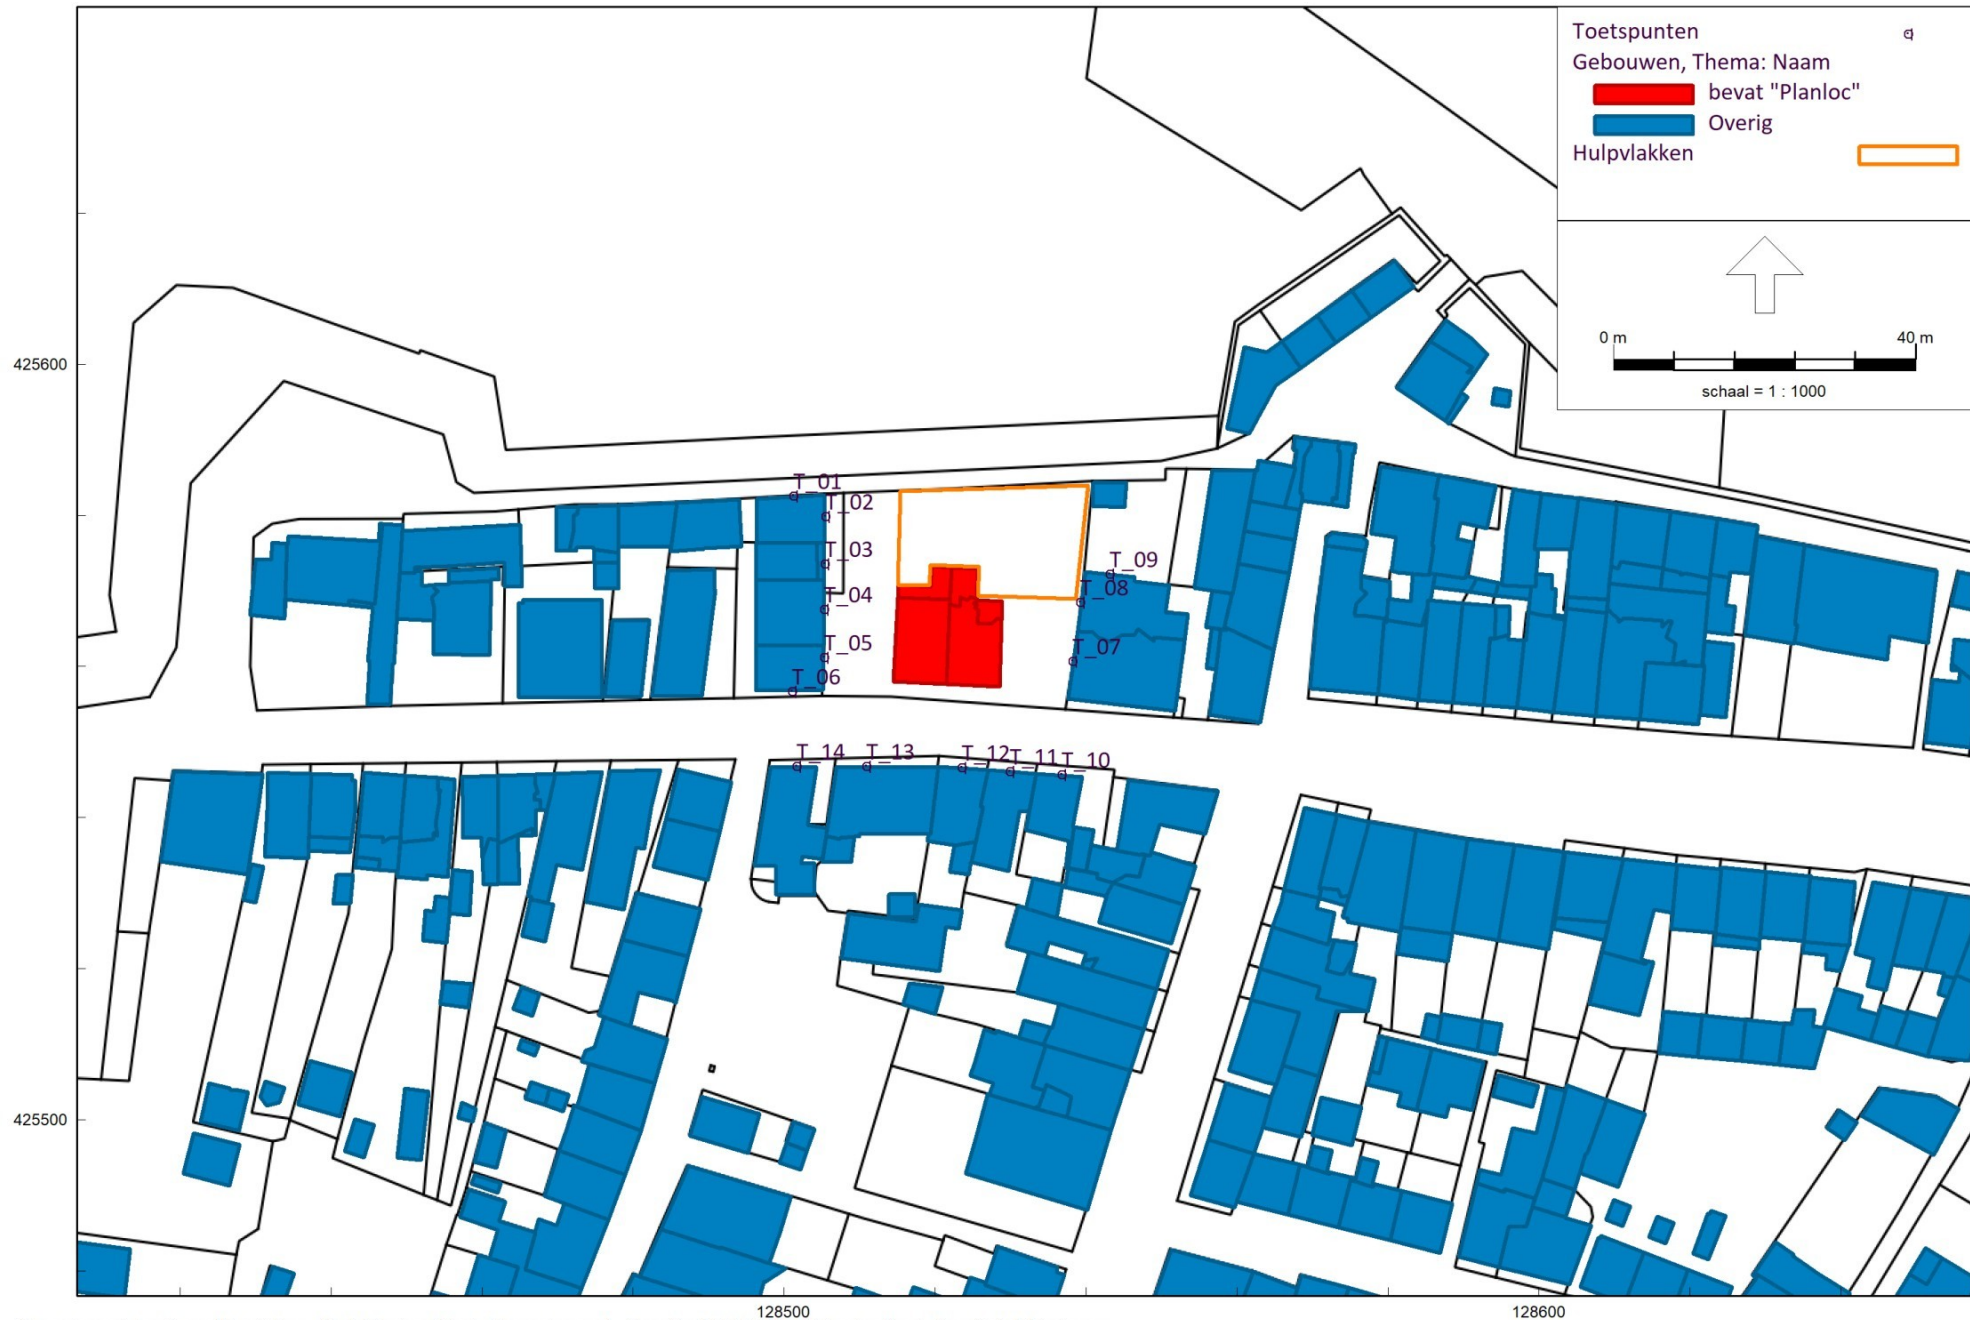 Toetspunten
Gebouwen, Thema: Naam
bevat "Planloc"
Overig
Hulpvlakken
0 m 40 m
schaal = 1 : 1000
425600
T_01
T_02
T_03
T_09
T_08
T_04
T_05
T_07
T_06
T_14 T_13 T_12 T_11 T_10
425500
128500 128600